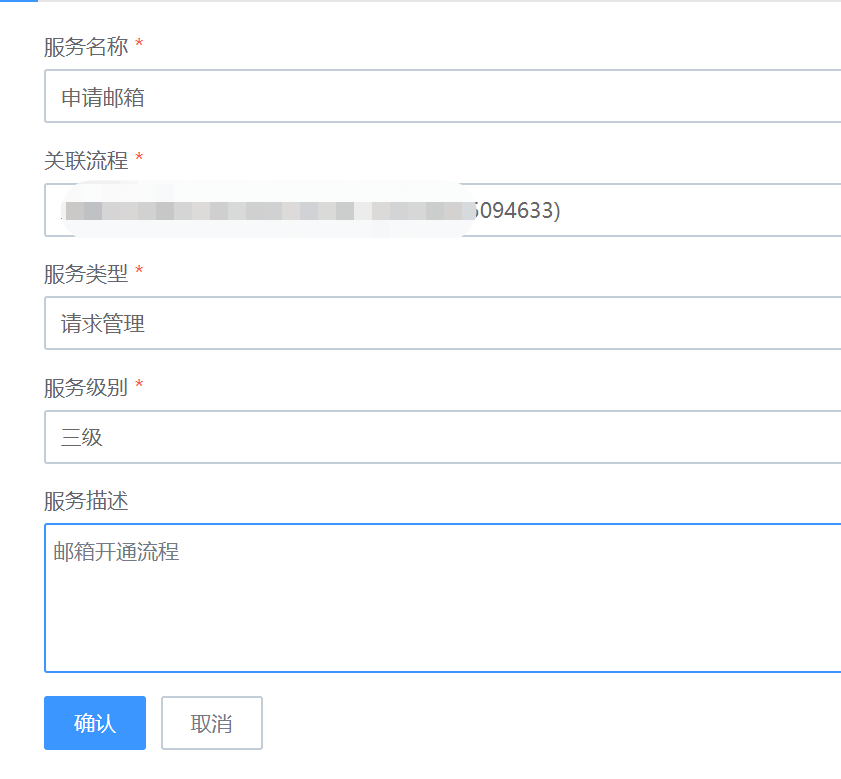 服务名称 *
申请邮箱
关联流程 *
5094633)
服务类型 *
请求管理
服务级别 *
三级
服务描述
邮箱开通流程
确认
取消